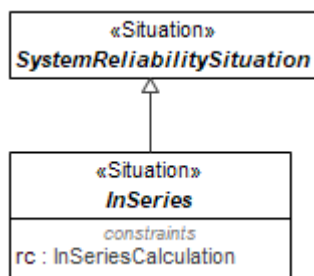 «Situation»
SystemReliabilitySituation
«Situation»
InSeries
constraints
rc : InSeriesCalculation